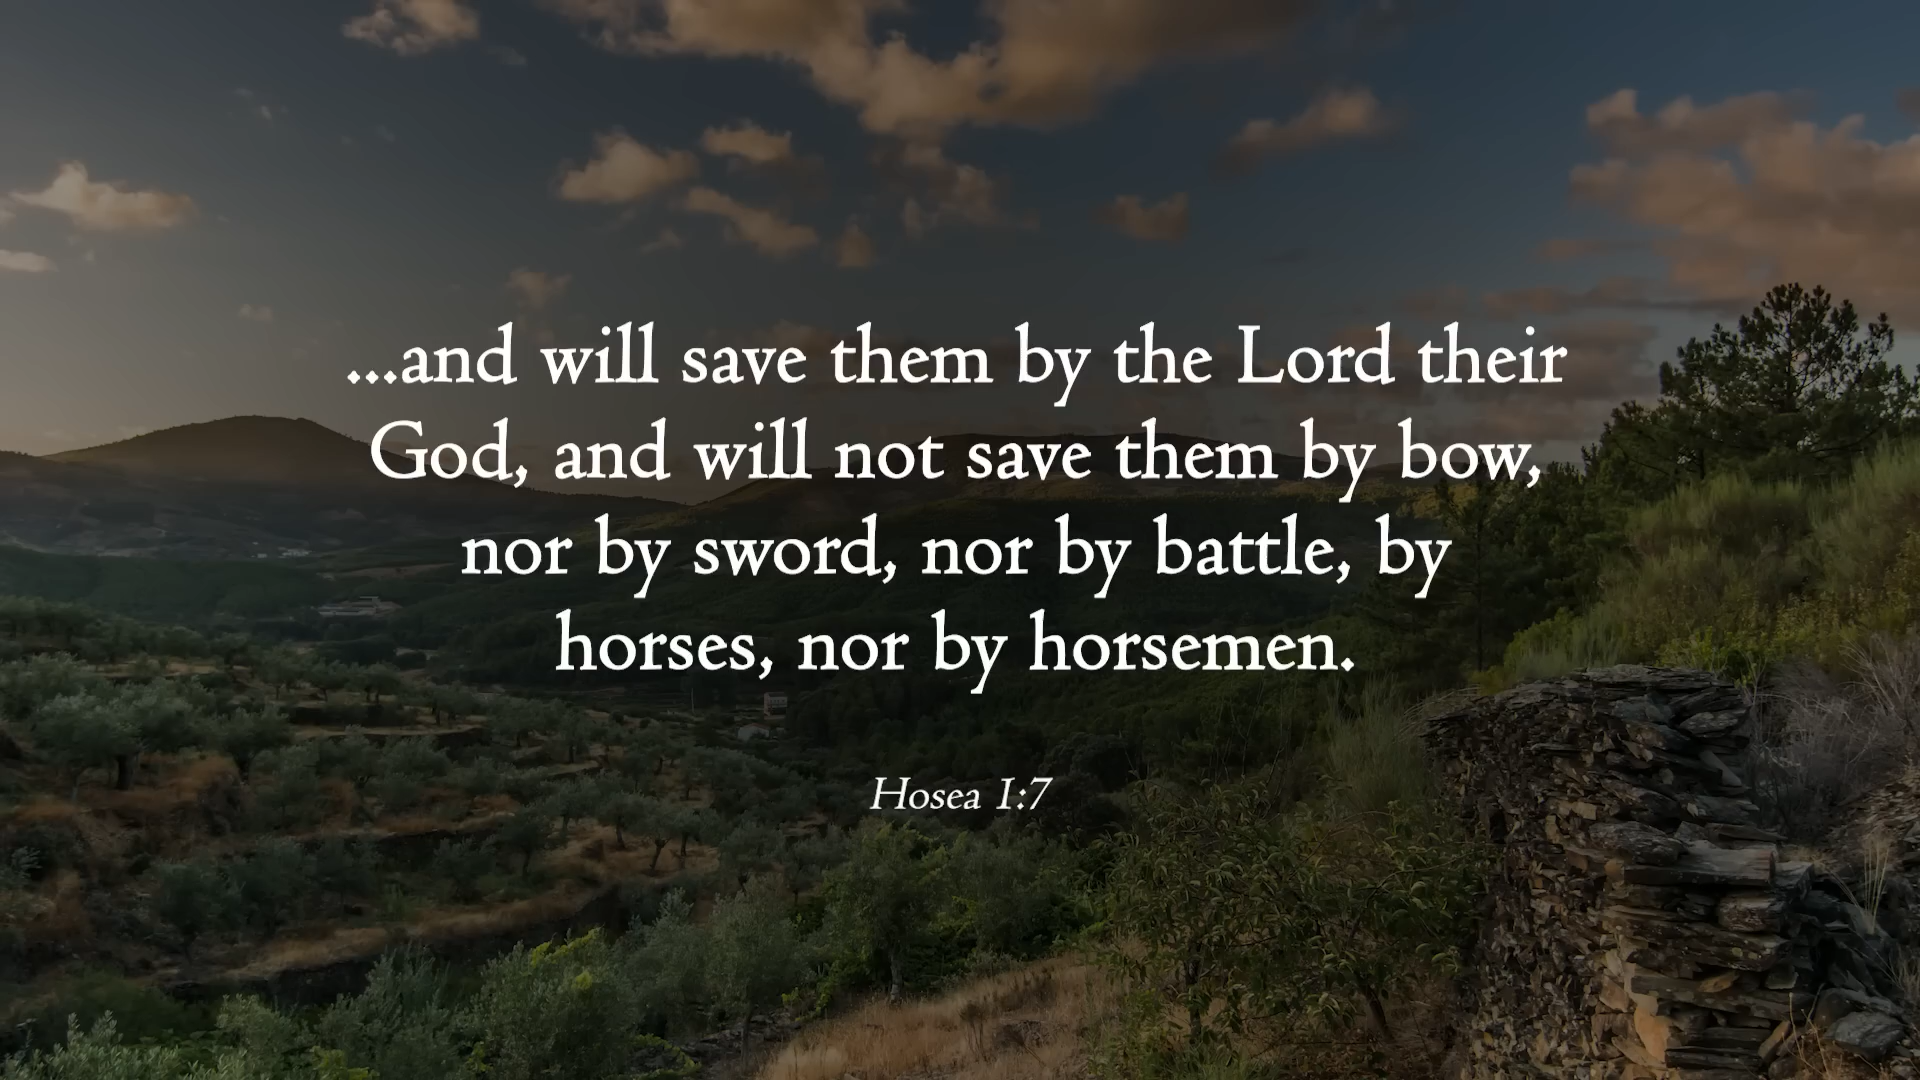 ...and will save them by the Lord their
God, and will not save them by bow,
nor by sword, nor by battle, by
horses, nor by horsemen.
Hosea 1:7